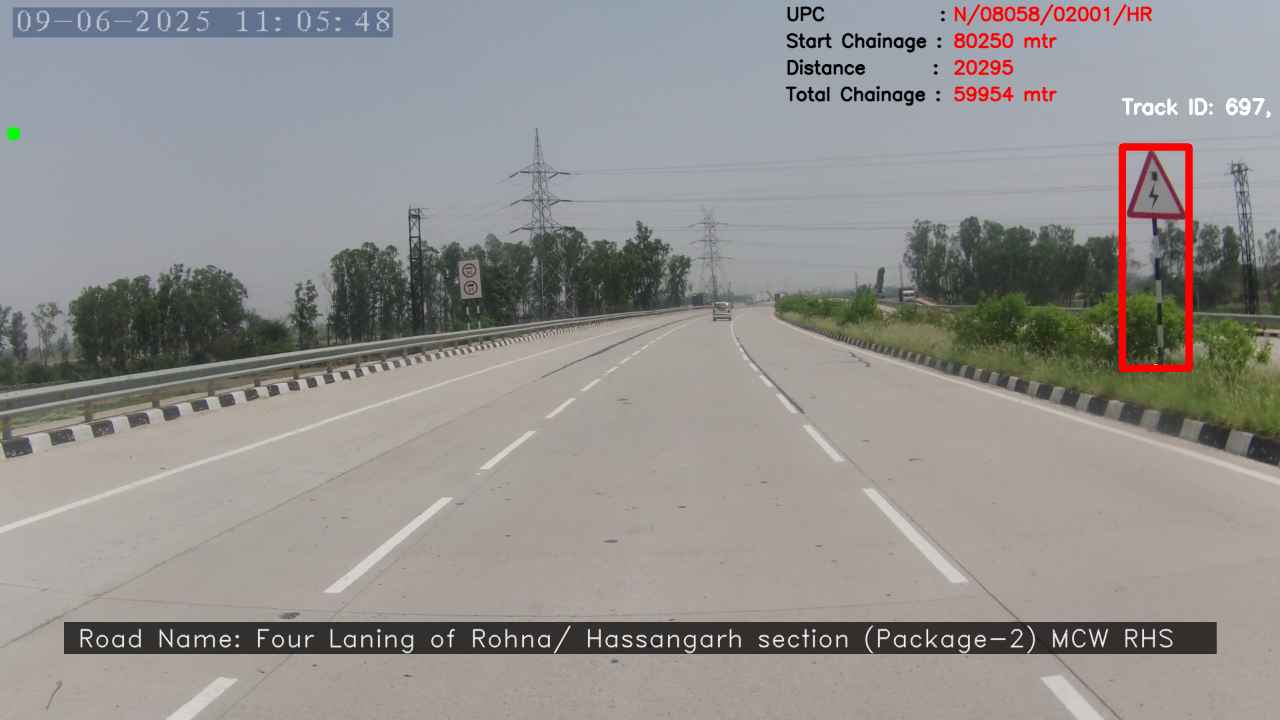 09-06-2025 11:05:48
UPC : N/08058/02001/HR
Start Chainage : 80250 mtr
Distance : 20295
Total Chainage : 59954 mtr
Track ID: 697,
Road Name: Four Laning of Rohna/ Hassangarh section (Package-2) MCW RHS